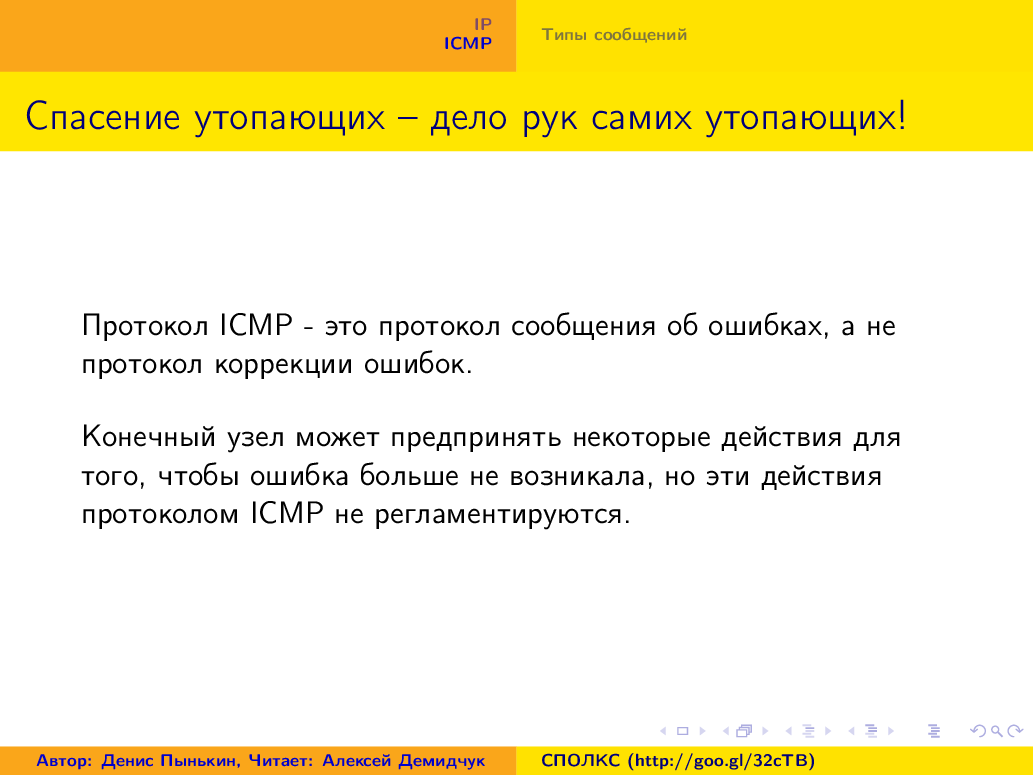 IP
ICMP
Типы сообщений
Спасение утопающих – дело рук самих утопающих!
Протокол ICMP - это протокол сообщения об ошибках, а не
протокол коррекции ошибок.
Конечный узел может предпринять некоторые действия для
того, чтобы ошибка больше не возникала, но эти действия
протоколом ICMP не регламентируются.
Автор: Денис Пынькин, Читает: Алексей Демидчук
СПОЛКС (http://goo.gl/32cTB)